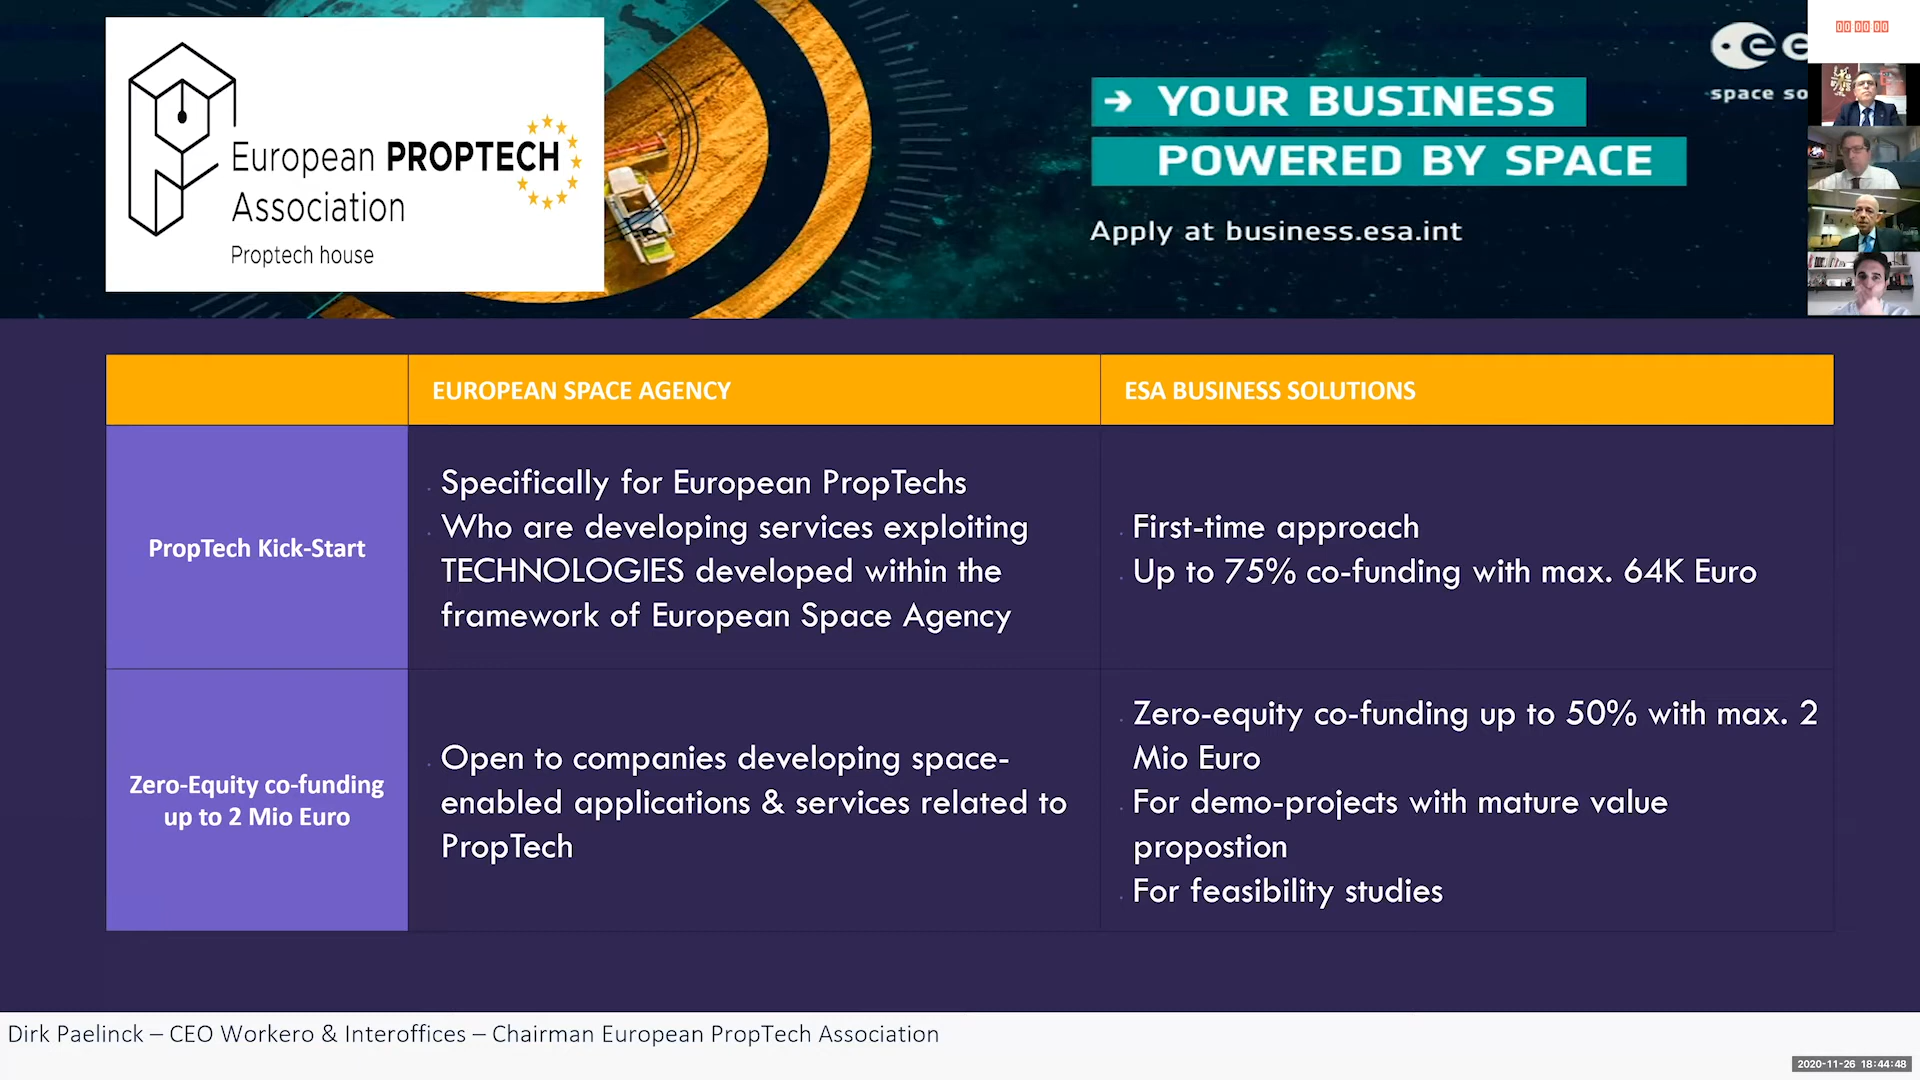 European PROPTECH
Association
Proptech house
→ YOUR BUSINESS
POWERED BY SPACE
Apply at business.esa.int
space so
EUROPEAN SPACE AGENCY
ESA BUSINESS SOLUTIONS
PropTech Kick-Start
Specifically for European PropTechs
Who are developing services exploiting
TECHNOLOGIES developed within the
framework of European Space Agency
First-time approach
Up to 75% co-funding with max. 64K Euro
Zero-Equity co-funding
up to 2 Mio Euro
Open to companies developing space-
enabled applications & services related to
PropTech
Zero-equity co-funding up to 50% with max. 2
Mio Euro
For demo-projects with mature value
propostion
For feasibility studies
Dirk Paelinck – CEO Workero & Interoffices – Chairman European PropTech Association
2020-11-26 18:44:48